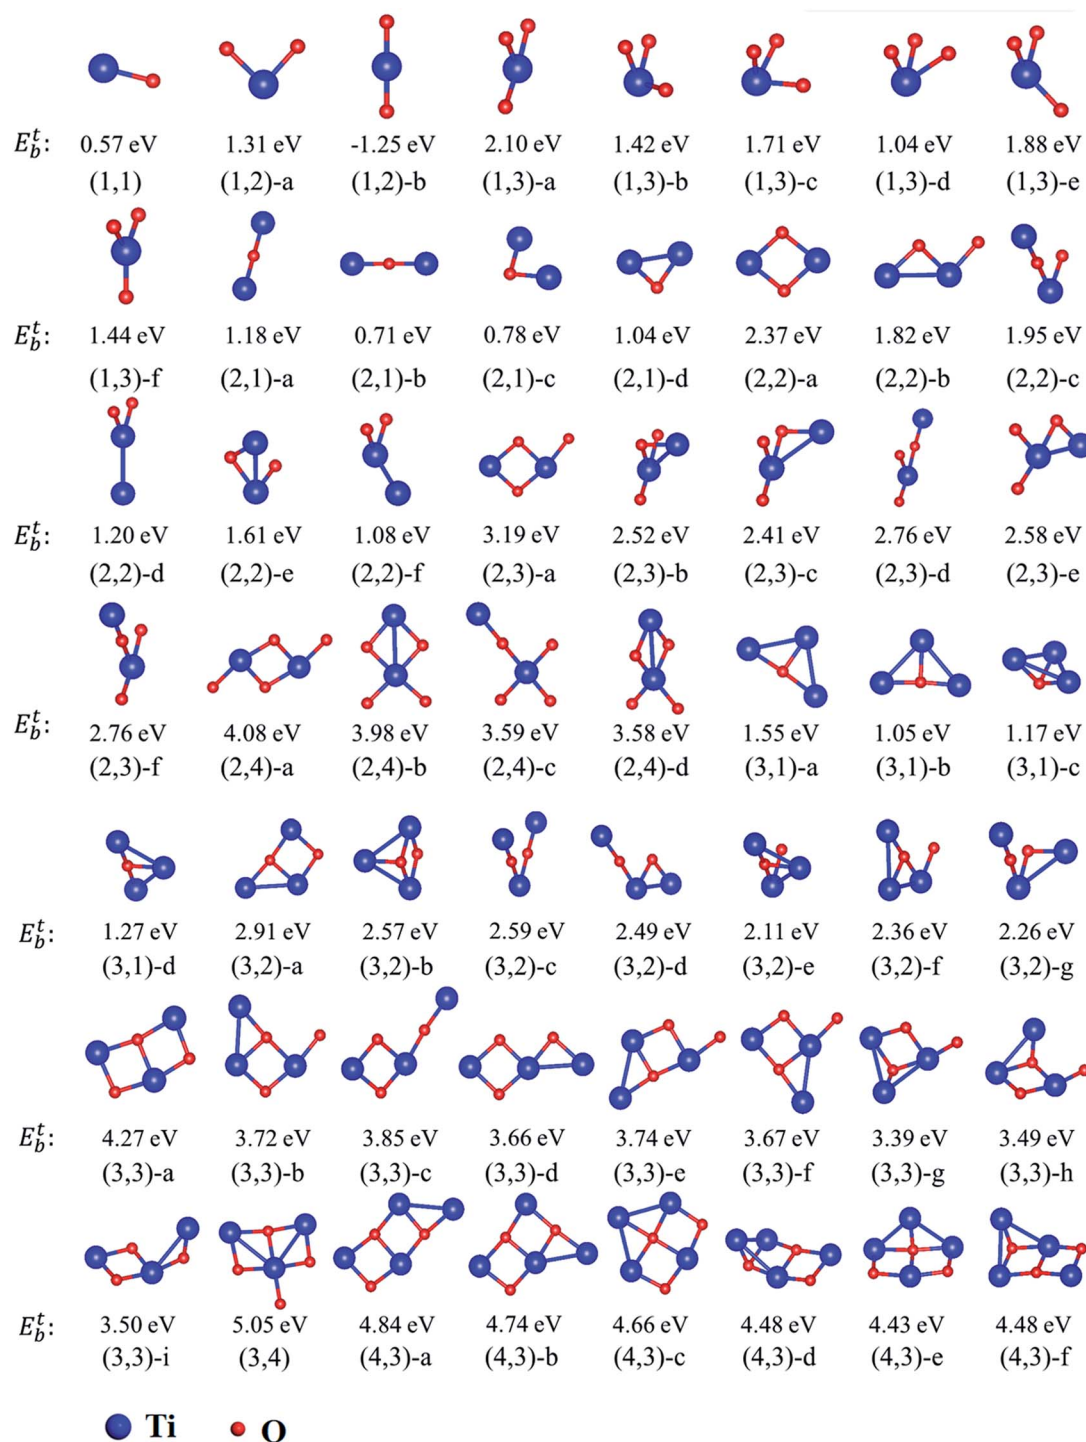 E_b^t: 0.57 eV 1.31 eV -1.25 eV 2.10 eV 1.42 eV 1.71 eV 1.04 eV 1.88 eV
(1,1) (1,2)-a (1,2)-b (1,3)-a (1,3)-b (1,3)-c (1,3)-d (1,3)-e
E_b^t: 1.44 eV 1.18 eV 0.71 eV 0.78 eV 1.04 eV 2.37 eV 1.82 eV 1.95 eV
(1,3)-f (2,1)-a (2,1)-b (2,1)-c (2,1)-d (2,2)-a (2,2)-b (2,2)-c
E_b^t: 1.20 eV 1.61 eV 1.08 eV 3.19 eV 2.52 eV 2.41 eV 2.76 eV 2.58 eV
(2,2)-d (2,2)-e (2,2)-f (2,3)-a (2,3)-b (2,3)-c (2,3)-d (2,3)-e
E_b^t: 2.76 eV 4.08 eV 3.98 eV 3.59 eV 3.58 eV 1.55 eV 1.05 eV 1.17 eV
(2,3)-f (2,4)-a (2,4)-b (2,4)-c (2,4)-d (3,1)-a (3,1)-b (3,1)-c
E_b^t: 1.27 eV 2.91 eV 2.57 eV 2.59 eV 2.49 eV 2.11 eV 2.36 eV 2.26 eV
(3,1)-d (3,2)-a (3,2)-b (3,2)-c (3,2)-d (3,2)-e (3,2)-f (3,2)-g
E_b^t: 4.27 eV 3.72 eV 3.85 eV 3.66 eV 3.74 eV 3.67 eV 3.39 eV 3.49 eV
(3,3)-a (3,3)-b (3,3)-c (3,3)-d (3,3)-e (3,3)-f (3,3)-g (3,3)-h
E_b^t: 3.50 eV 5.05 eV 4.84 eV 4.74 eV 4.66 eV 4.48 eV 4.43 eV 4.48 eV
(3,3)-i (3,4) (4,3)-a (4,3)-b (4,3)-c (4,3)-d (4,3)-e (4,3)-f
Ti O